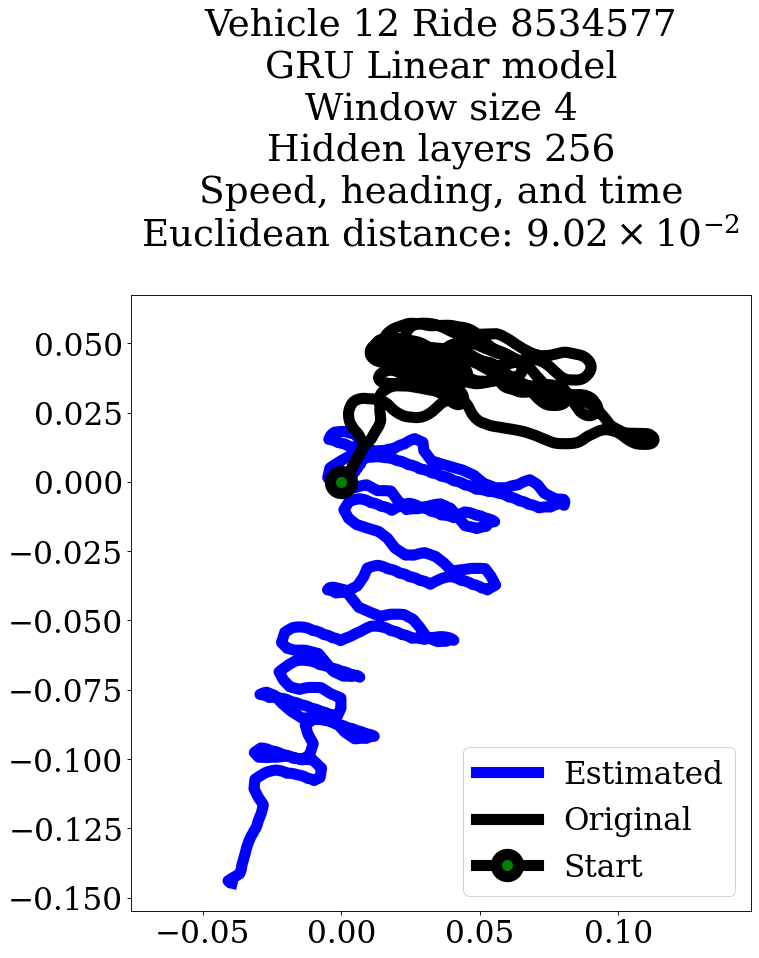 Vehicle 12 Ride 8534577
GRU Linear model
Window size 4
Hidden layers 256
Speed, heading, and time
Euclidean distance: 9.02 × 10⁻²
0.050
0.025
0.000
−0.025
−0.050
−0.075
−0.100
−0.125
−0.150
Estimated
Original
Start
−0.05
0.00
0.05
0.10